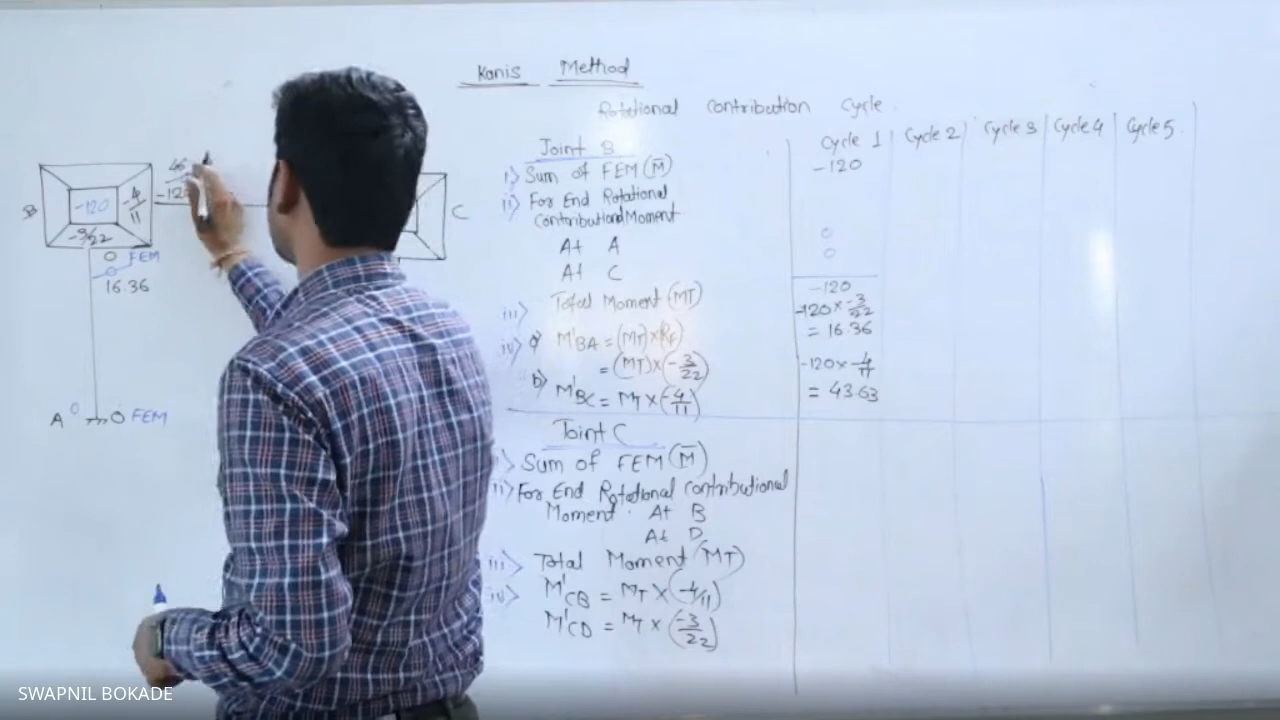 Kanis Method
Rotational Contribution Cycle
Cycle 1 Cycle 2 Cycle 3 Cycle 4 Cycle 5
Joint B
i> Sum of FEM (M̄) -120
ii> For End Rotational
Contributiond Moment
At A 0
At C 0
iii> Total Moment (MT) -120
iv> a) M'BA = (MT) x (RF) -120 x -3/22
= (MT) x (-3/22) = 16.36
b) M'BC = MT x (-4/11) -120 x -4/11
= 43.63
Joint C
i> Sum of FEM (M̄)
ii> For End Rotational Contributional
Moment. At B
At D
iii> Total Moment (MT)
iv> M'CB = MT x (-4/11)
M'CD = MT x (-3/22)
B
-120
-4/11
-3/22
C
0 FEM
16.36
A 0 0 FEM
SWAPNIL BOKADE